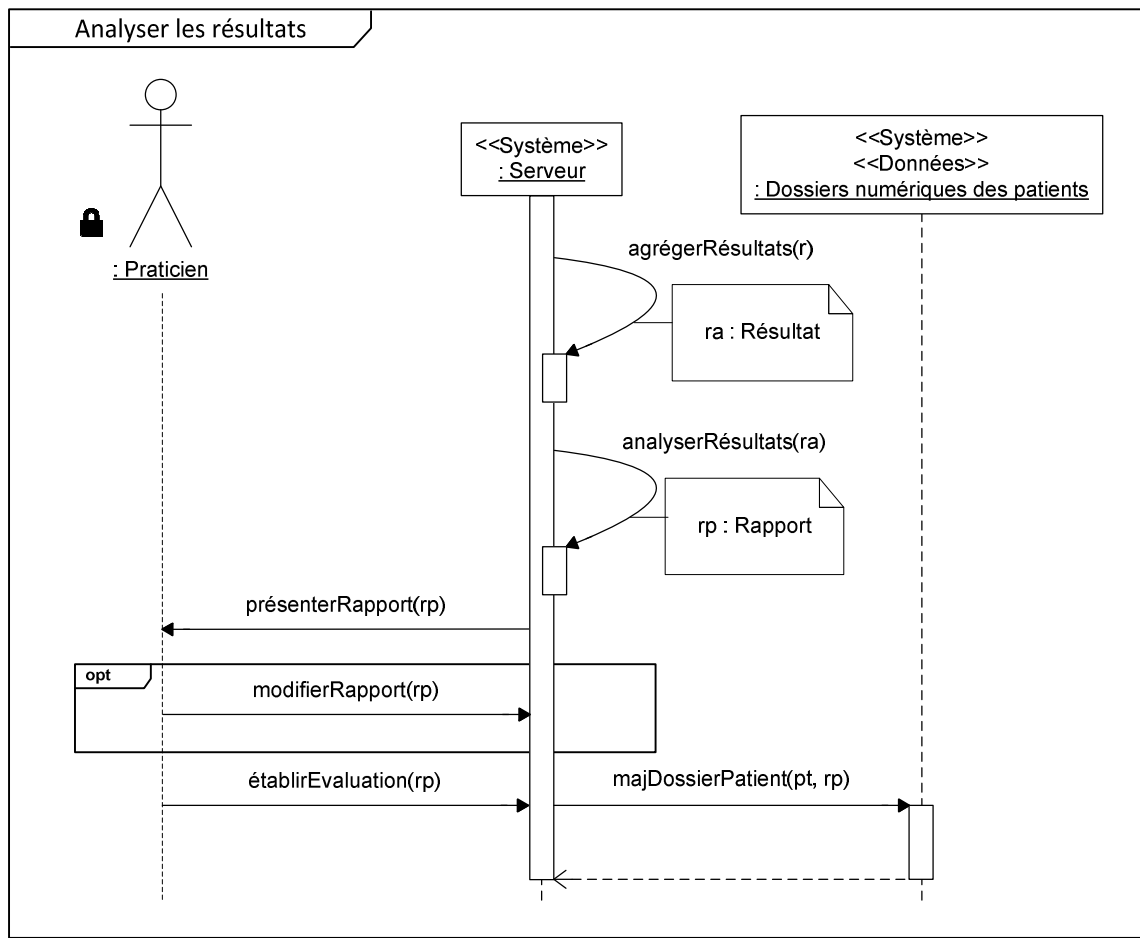 Analyser les résultats
<<Système>>
: Serveur
<<Système>>
<<Données>>
: Dossiers numériques des patients
: Praticien
agrégerRésultats(r)
ra : Résultat
analyserRésultats(ra)
rp : Rapport
présenterRapport(rp)
opt
modifierRapport(rp)
établirEvaluation(rp)
majDossierPatient(pt, rp)